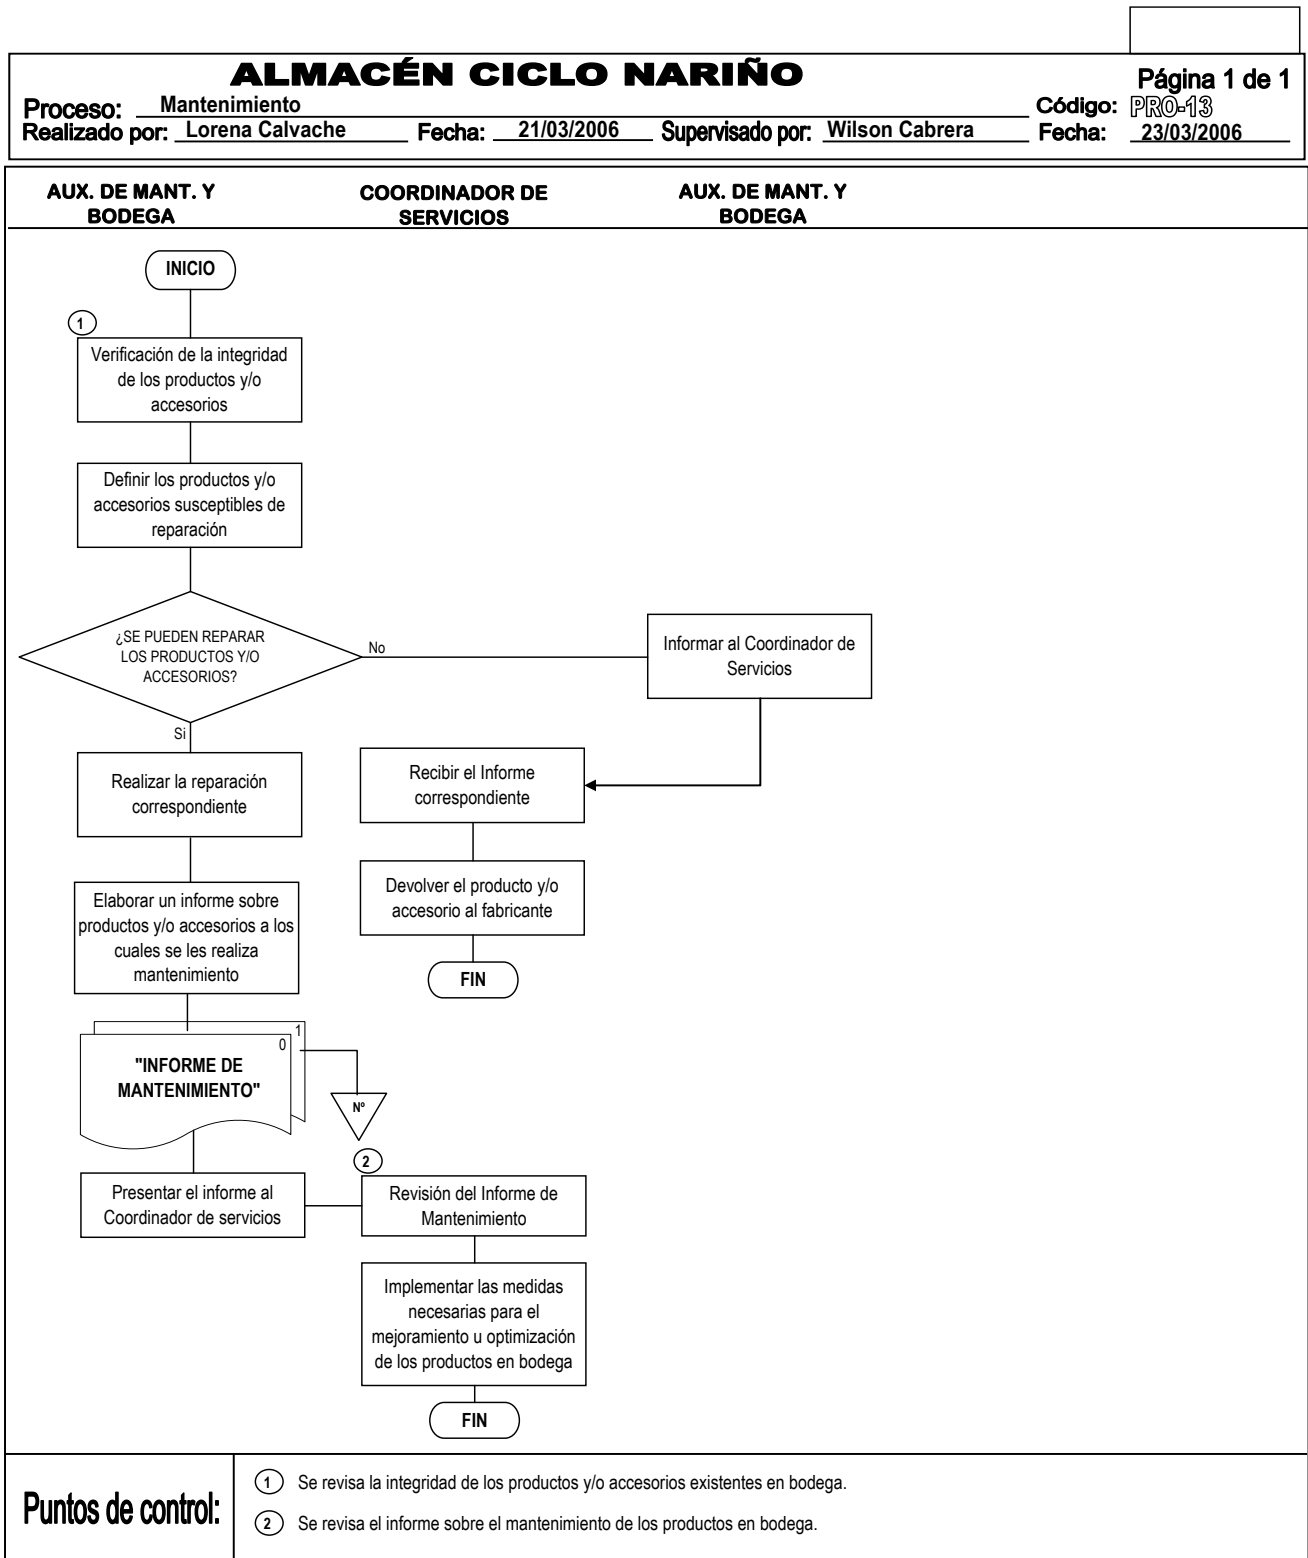 ALMACÉN CICLO NARIÑO
Página 1 de 1
Proceso: Mantenimiento
Código: PRO-13
Realizado por: Lorena Calvache Fecha: 21/03/2006 Supervisado por: Wilson Cabrera Fecha: 23/03/2006
AUX. DE MANT. Y
BODEGA
COORDINADOR DE
SERVICIOS
AUX. DE MANT. Y
BODEGA
INICIO
1
Verificación de la integridad
de los productos y/o
accesorios
Definir los productos y/o
accesorios susceptibles de
reparación
¿SE PUEDEN REPARAR
LOS PRODUCTOS Y/O
ACCESORIOS?
No
Informar al Coordinador de
Servicios
Si
Realizar la reparación
correspondiente
Recibir el Informe
correspondiente
Elaborar un informe sobre
productos y/o accesorios a los
cuales se les realiza
mantenimiento
Devolver el producto y/o
accesorio al fabricante
FIN
1
0
"INFORME DE
MANTENIMIENTO"
Nº
2
Presentar el informe al
Coordinador de servicios
Revisión del Informe de
Mantenimiento
Implementar las medidas
necesarias para el
mejoramiento u optimización
de los productos en bodega
FIN
Puntos de control:
1 Se revisa la integridad de los productos y/o accesorios existentes en bodega.
2 Se revisa el informe sobre el mantenimiento de los productos en bodega.